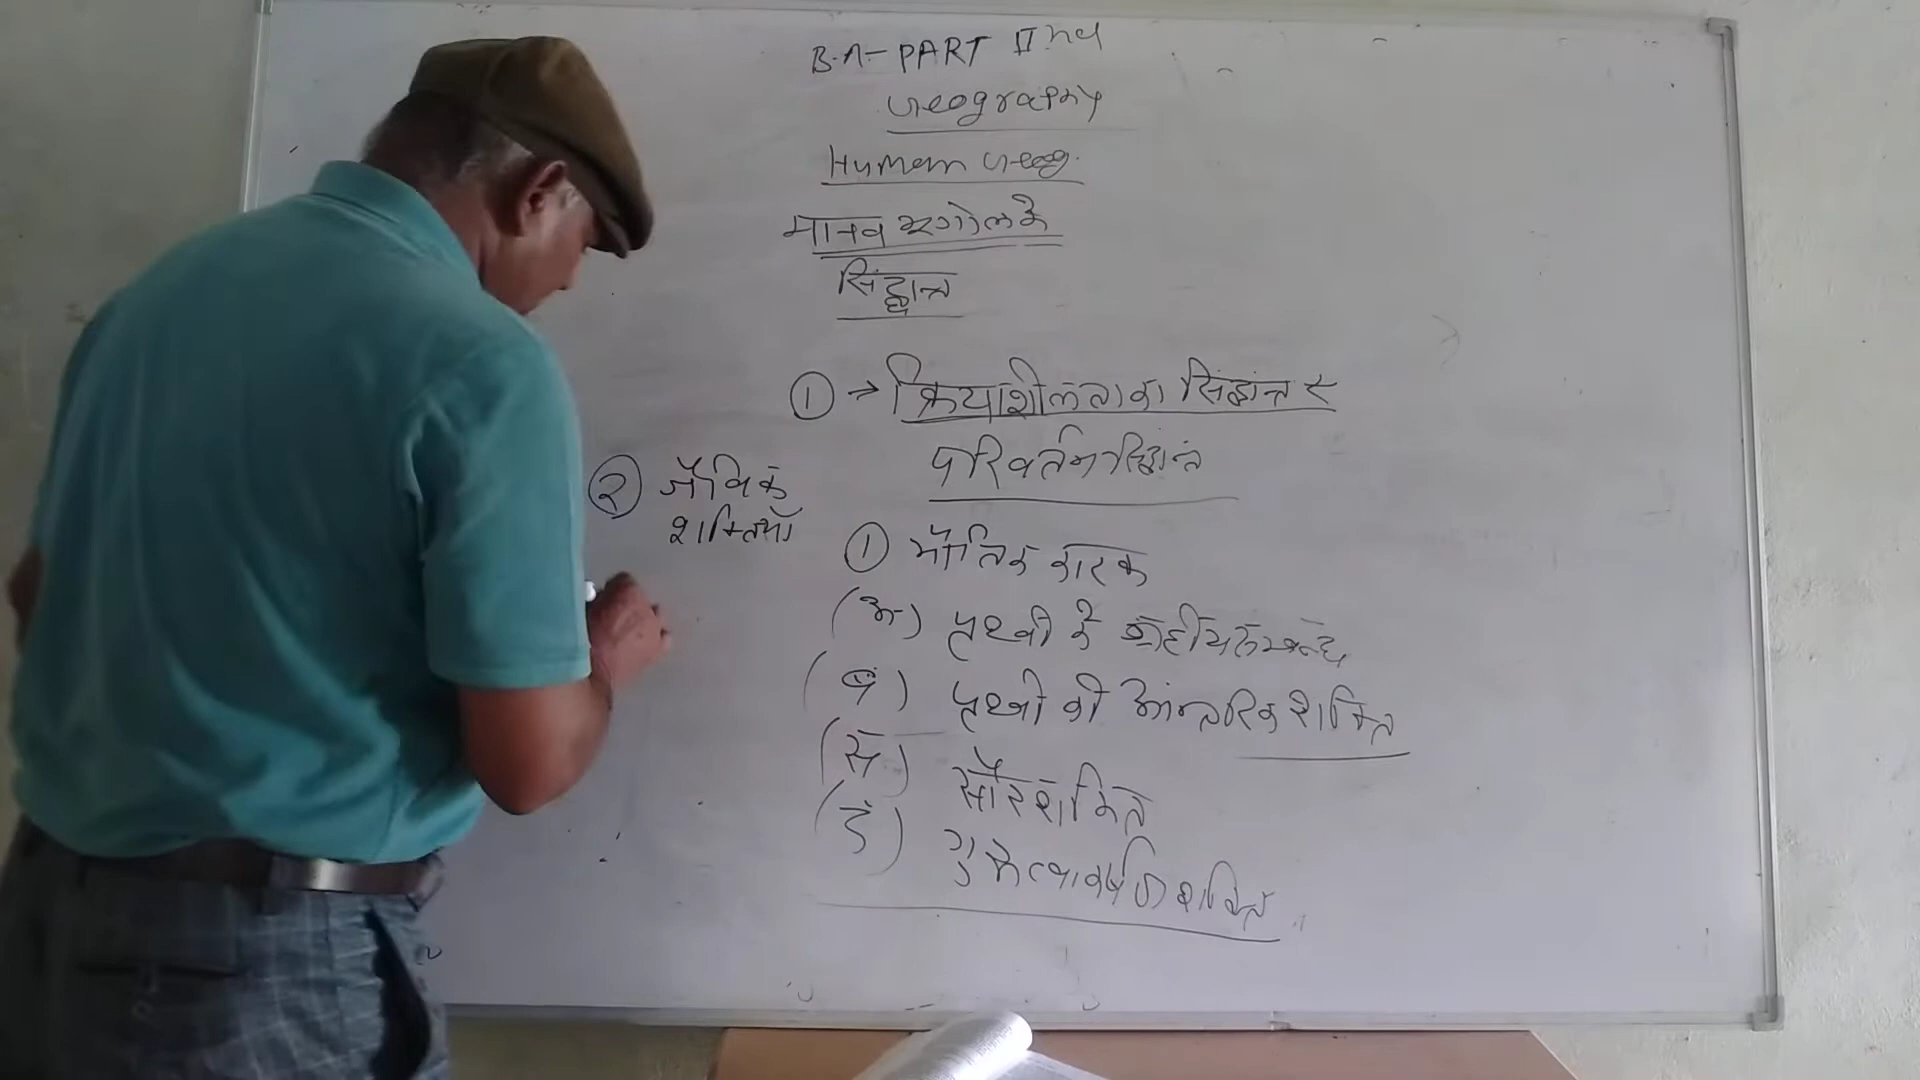 B.A- PART II nd
Geography
Human Geog.
मानव भूगोल के
सिद्धान्त
① → क्रियाशीलता का सिद्धान्त
परिवर्तन सिद्धांत
① भौतिक कारक
(अ) पृथ्वी के
(ब) पृथ्वी की आन्तरिक शक्ति
(स) सौर शक्ति
(द) गुरुत्वाकर्षण शक्ति
② जैविक
शक्तियाँ